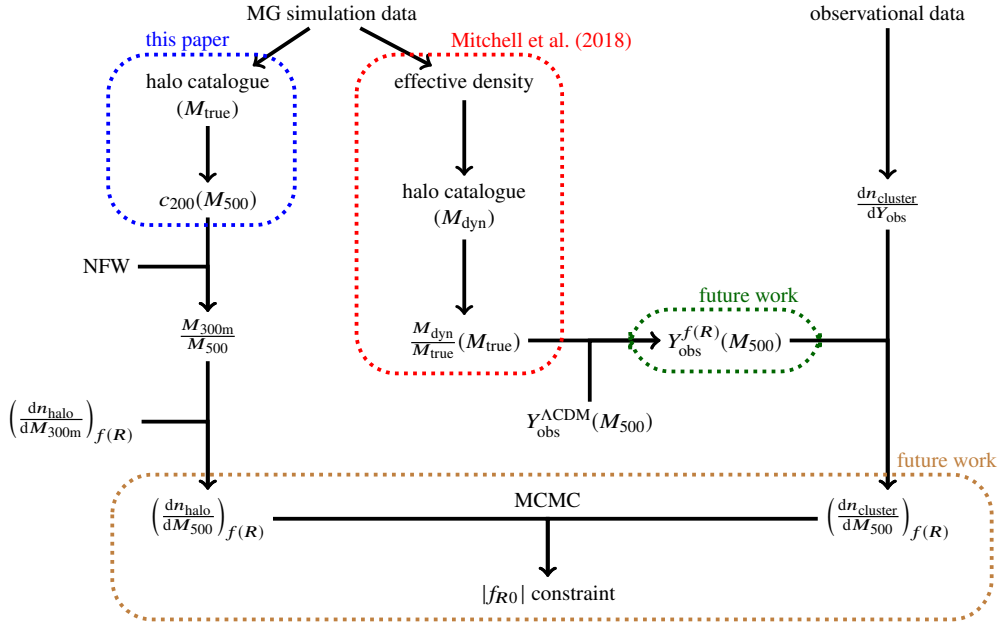 MG simulation data
observational data
this paper
Mitchell et al. (2018)
halo catalogue
(M_true)
effective density
c_200(M_500)
halo catalogue
(M_dyn)
dn_cluster/dY_obs
NFW
future work
M_300m/M_500
M_dyn/M_true(M_true)
Y_obs^f(R)(M_500)
(dn_halo/dM_300m)_f(R)
Y_obs^ΛCDM(M_500)
future work
(dn_halo/dM_500)_f(R)
MCMC
(dn_cluster/dM_500)_f(R)
|f_R0| constraint